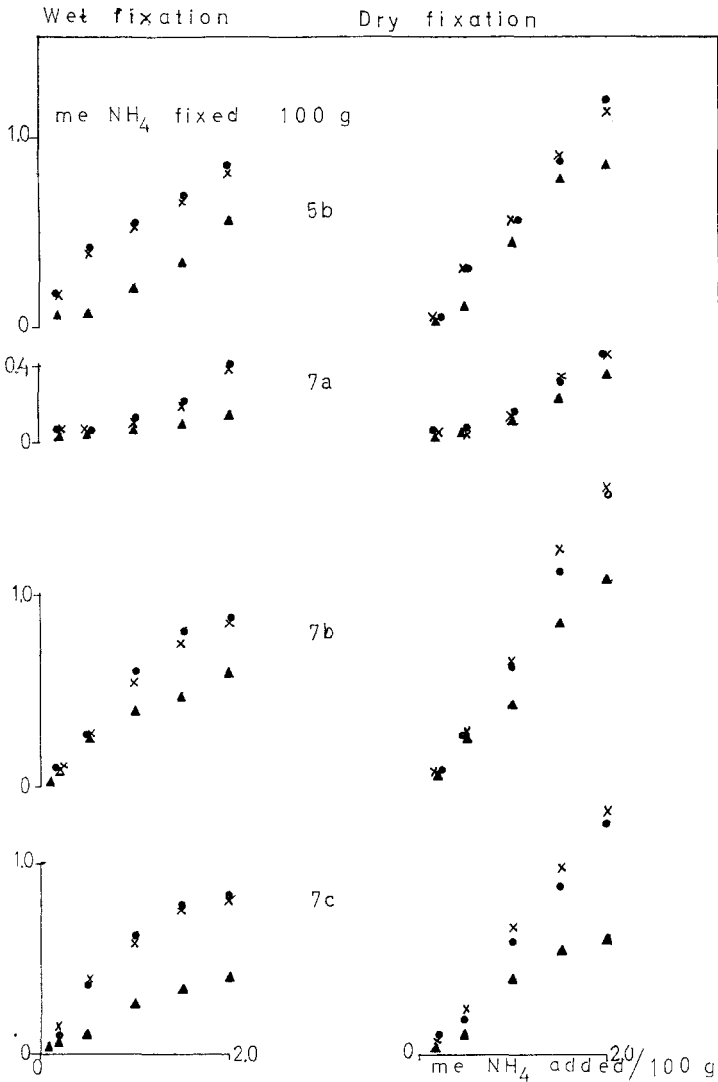 Wet fixation Dry fixation
me NH4 fixed 100 g
1.0
5b
0
0.4
7a
0
1.0
7b
0
1.0
7c
0
0 2.0 0 2.0
me NH4 added/100 g